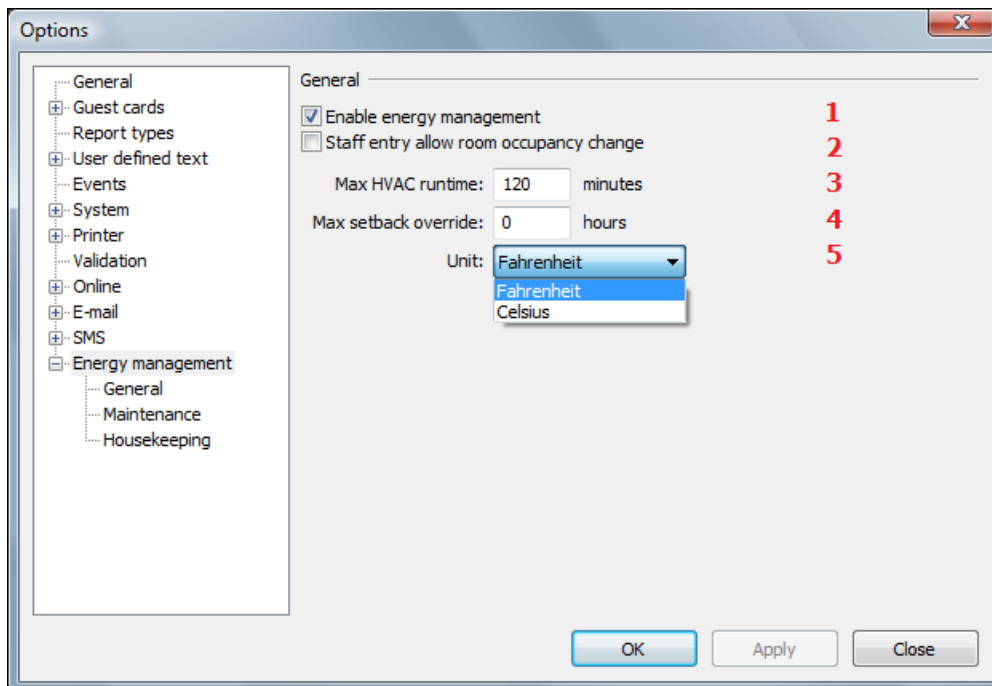 Options
General
Guest cards
Report types
User defined text
Events
System
Printer
Validation
Online
E-mail
SMS
Energy management
General
Maintenance
Housekeeping
General
Enable energy management 1
Staff entry allow room occupancy change 2
Max HVAC runtime: 120 minutes 3
Max setback override: 0 hours 4
Unit: Fahrenheit 5
Fahrenheit
Celsius
OK Apply Close